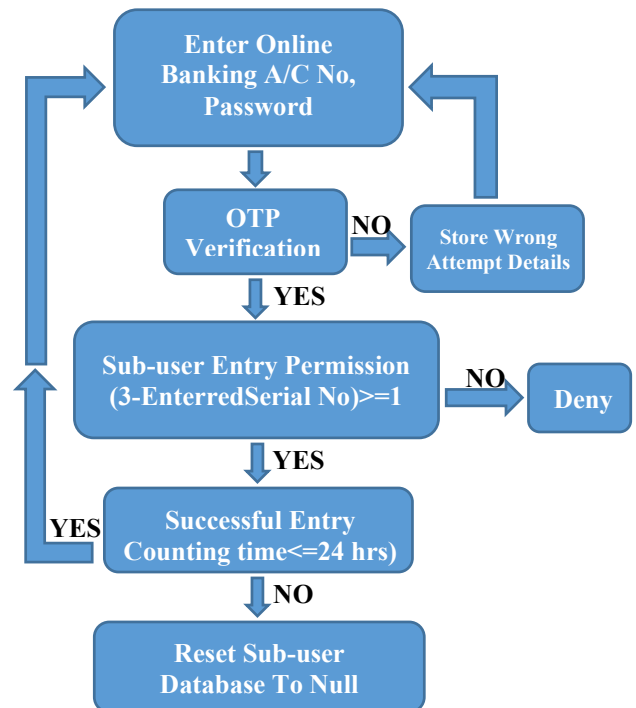 Enter Online
Banking A/C No,
Password
OTP
Verification
NO
Store Wrong
Attempt Details
YES
Sub-user Entry Permission
(3-EnterredSerial No)>=1
NO
Deny
YES
Successful Entry
Counting time<=24 hrs)
YES
NO
Reset Sub-user
Database To Null